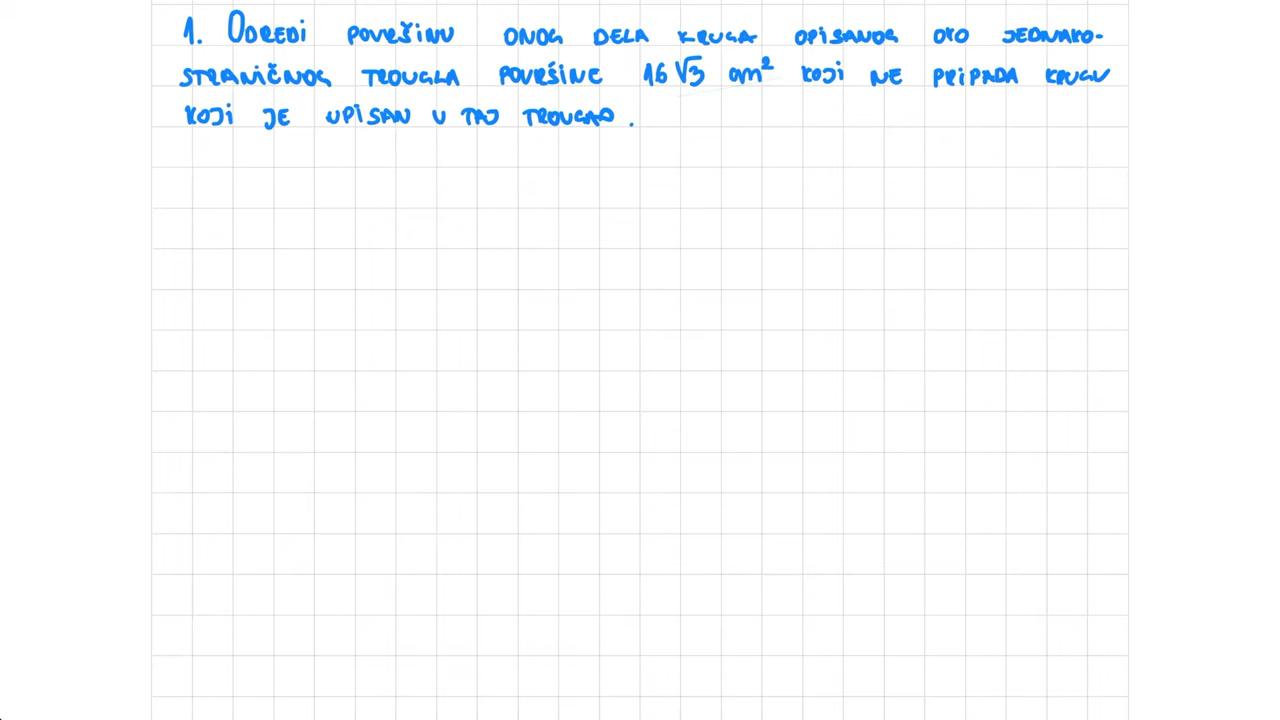 1. ODREDI POVRŠINU ONOG DELA KRUGA OPISANOG OKO JEDNAKO-
STRANIČNOG TROUGLA POVRŠINE 16√3 cm² KOJI NE PRIPADA KRUGU
KOJI JE UPISAN U TAJ TROUGAO.